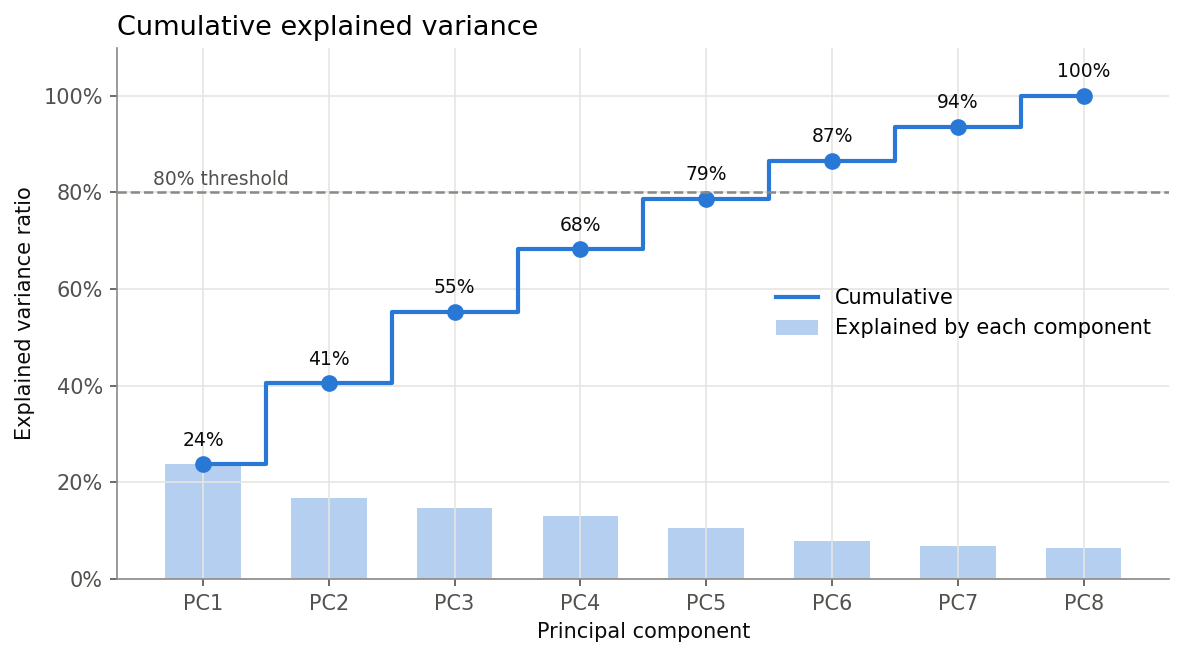 Cumulative explained variance
Explained variance ratio
100%
80%
60%
40%
20%
0%
80% threshold
24%
41%
55%
68%
79%
87%
94%
100%
Cumulative
Explained by each component
PC1 PC2 PC3 PC4 PC5 PC6 PC7 PC8
Principal component